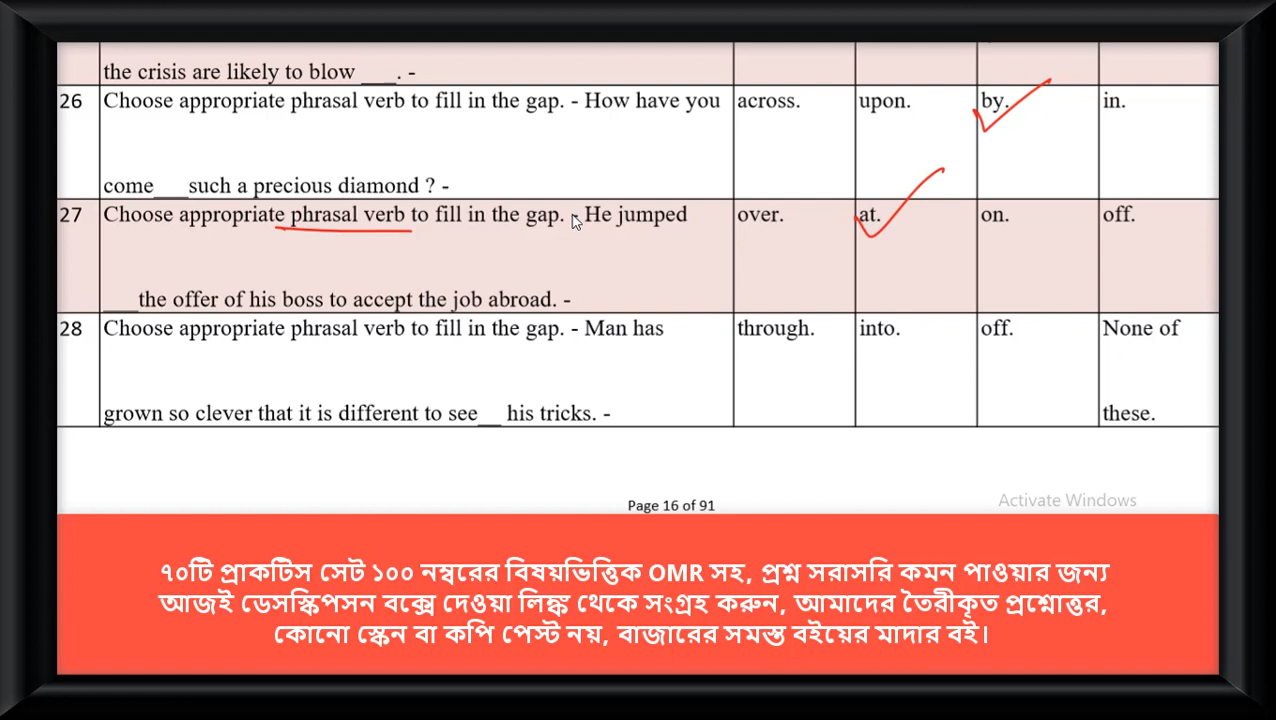 the crisis are likely to blow ___. -
26 Choose appropriate phrasal verb to fill in the gap. - How have you across. upon. by. in.
come___such a precious diamond ? -
27 Choose appropriate phrasal verb to fill in the gap. - He jumped over. at. on. off.
___the offer of his boss to accept the job abroad. -
28 Choose appropriate phrasal verb to fill in the gap. - Man has through. into. off. None of
grown so clever that it is different to see__ his tricks. - these.
Page 16 of 91
Activate Windows
৭০টি প্রাকটিস সেট ১০০ নম্বরের বিষয়ভিত্তিক OMR সহ, প্রশ্ন সরাসরি কমন পাওয়ার জন্য
আজই ডেসস্কিপসন বক্সে দেওয়া লিঙ্ক থেকে সংগ্রহ করুন, আমাদের তৈরীকৃত প্রশ্নোত্তর,
কোনো স্কেন বা কপি পেস্ট নয়, বাজারের সমস্ত বইয়ের মাদার বই।